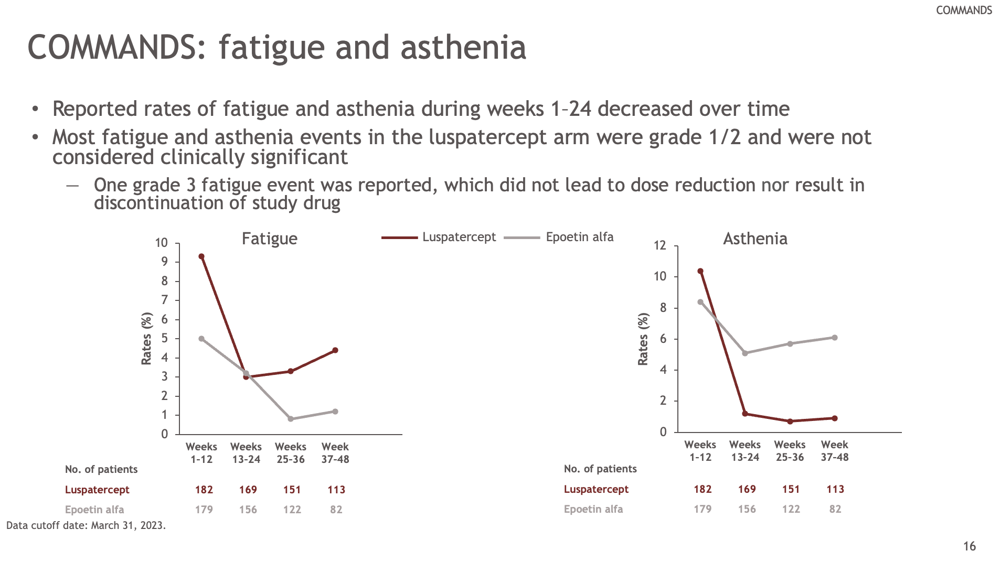 COMMANDS
COMMANDS: fatigue and asthenia
• Reported rates of fatigue and asthenia during weeks 1–24 decreased over time
• Most fatigue and asthenia events in the luspatercept arm were grade 1/2 and were not
considered clinically significant
— One grade 3 fatigue event was reported, which did not lead to dose reduction nor result in
discontinuation of study drug
Fatigue
Luspatercept
Epoetin alfa
Asthenia
10
9
8
7
6
5
4
3
2
1
0
Rates (%)
Weeks 1–12
Weeks 13–24
Weeks 25–36
Week 37–48
No. of patients
Luspatercept 182 169 151 113
Epoetin alfa 179 156 122 82
12
10
8
6
4
2
0
Rates (%)
Weeks 1–12
Weeks 13–24
Weeks 25–36
Week 37–48
No. of patients
Luspatercept 182 169 151 113
Epoetin alfa 179 156 122 82
Data cutoff date: March 31, 2023.
16